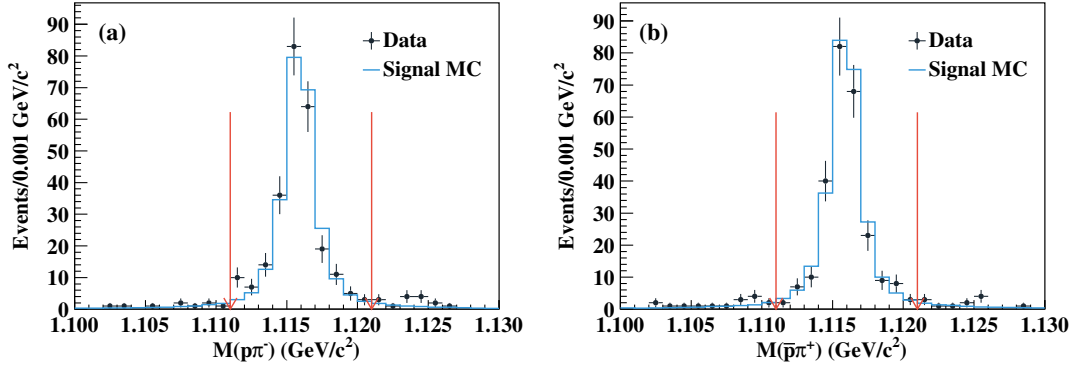 (a)
Data
Signal MC
Events/0.001 GeV/c²
90
80
70
60
50
40
30
20
10
0
1.100 1.105 1.110 1.115 1.120 1.125 1.130
M(pπ⁻) (GeV/c²)
(b)
Data
Signal MC
Events/0.001 GeV/c²
90
80
70
60
50
40
30
20
10
0
1.100 1.105 1.110 1.115 1.120 1.125 1.130
M(p̅π⁺) (GeV/c²)